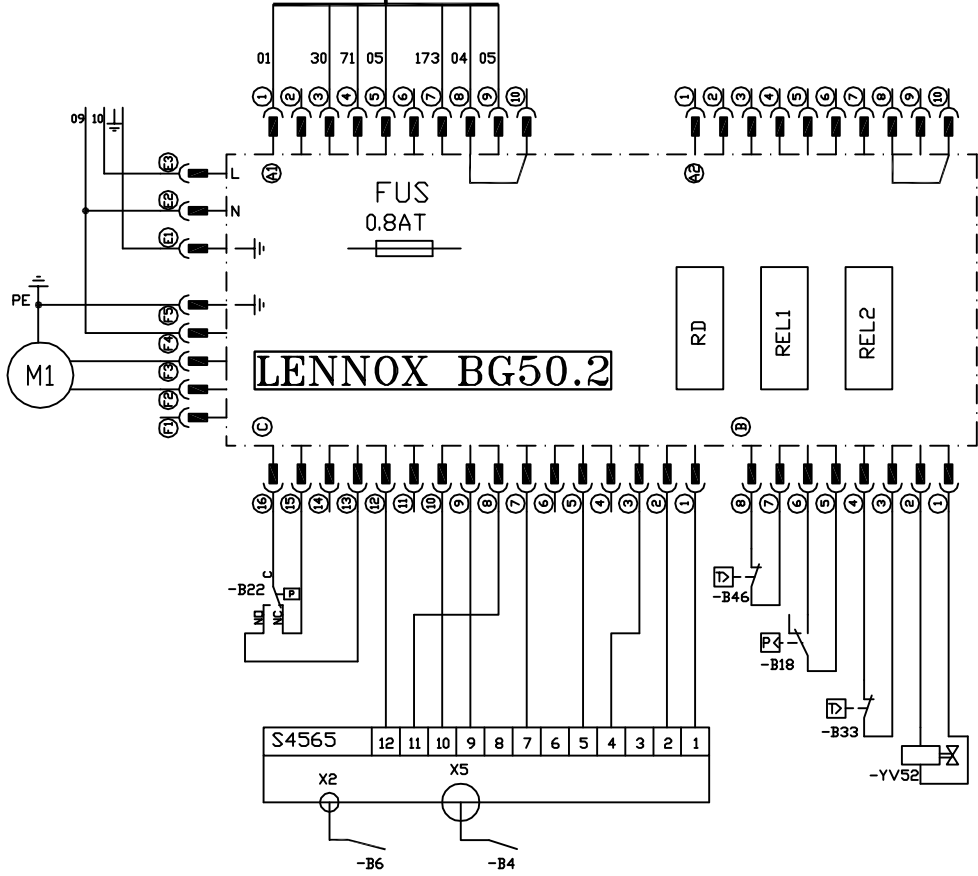 01 30 71 05 173 04 05
1 2 3 4 5 6 7 8 9 10
1 2 3 4 5 6 7 8 9 10
09 10
E3 L
A1
A2
E2 N
E1
FUS
0.8AT
PE
F5
F4
F3
F2
F1
M1
RD
REL1
REL2
LENNOX BG50.2
C
B
16 15 14 13 12 11 10 9 8 7 6 5 4 3 2 1
8 7 6 5 4 3 2 1
C
-B22
P
NO
NC
T>
-B46
P<
-B18
T>
-B33
-YV52
S4565
12 11 10 9 8 7 6 5 4 3 2 1
X2
X5
-B6
-B4